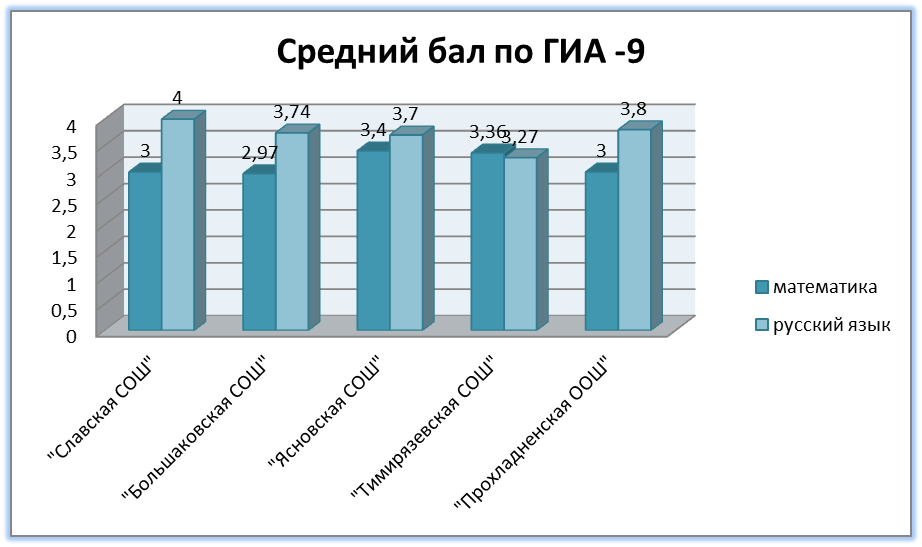 Средний бал по ГИА -9
4
3,5
3
2,5
2
1,5
1
0,5
0
3
4
2,97
3,74
3,4
3,7
3,36
3,27
3
3,8
"Славская СОШ"
"Большаковская СОШ"
"Ясновская СОШ"
"Тимирязевская СОШ"
"Прохладненская ООШ"
математика
русский язык